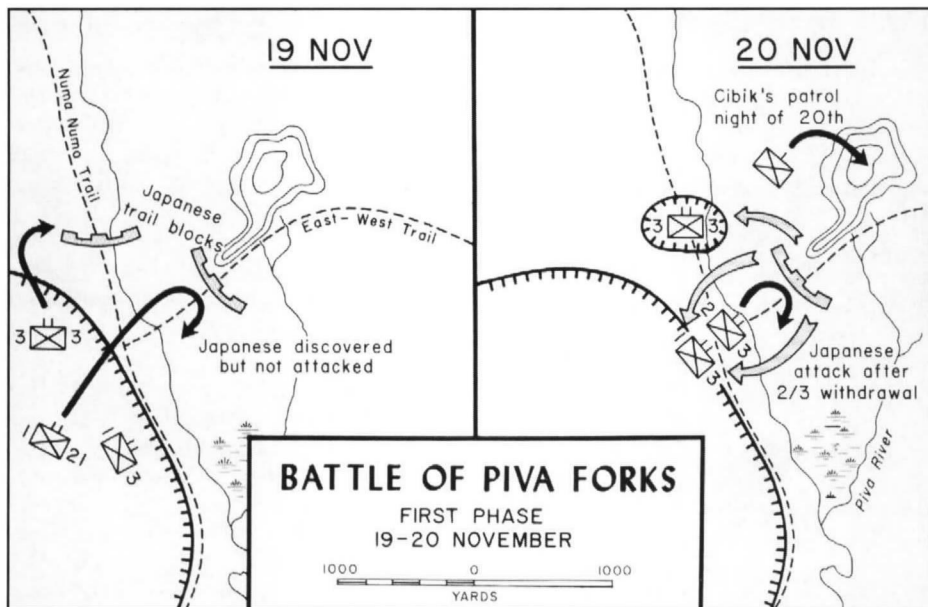 19 NOV
Numa Numa Trail
Japanese
trail blocks
East-West Trail
3 3
Japanese discovered
but not attacked
1 21
1 3
20 NOV
Cibik's patrol
night of 20th
3 3
2 3
1 3
Japanese
attack after
2/3 withdrawal
Piva River
BATTLE OF PIVA FORKS
FIRST PHASE
19-20 NOVEMBER
1000 0 1000
YARDS